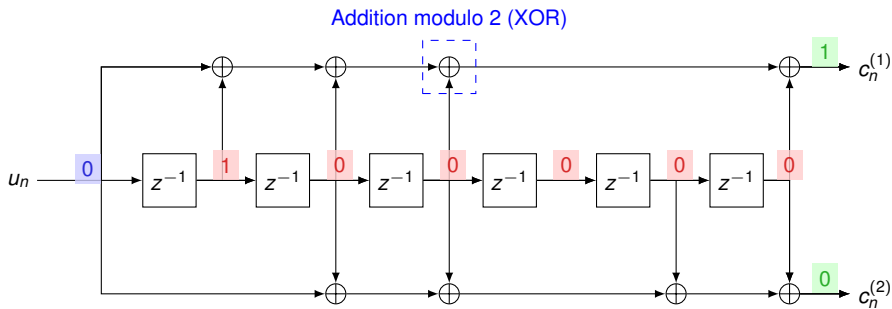 Addition modulo 2 (XOR)
1
c_n^{(1)}
u_n 0 z^{-1} 1 z^{-1} 0 z^{-1} 0 z^{-1} 0 z^{-1} 0 z^{-1} 0
0
c_n^{(2)}